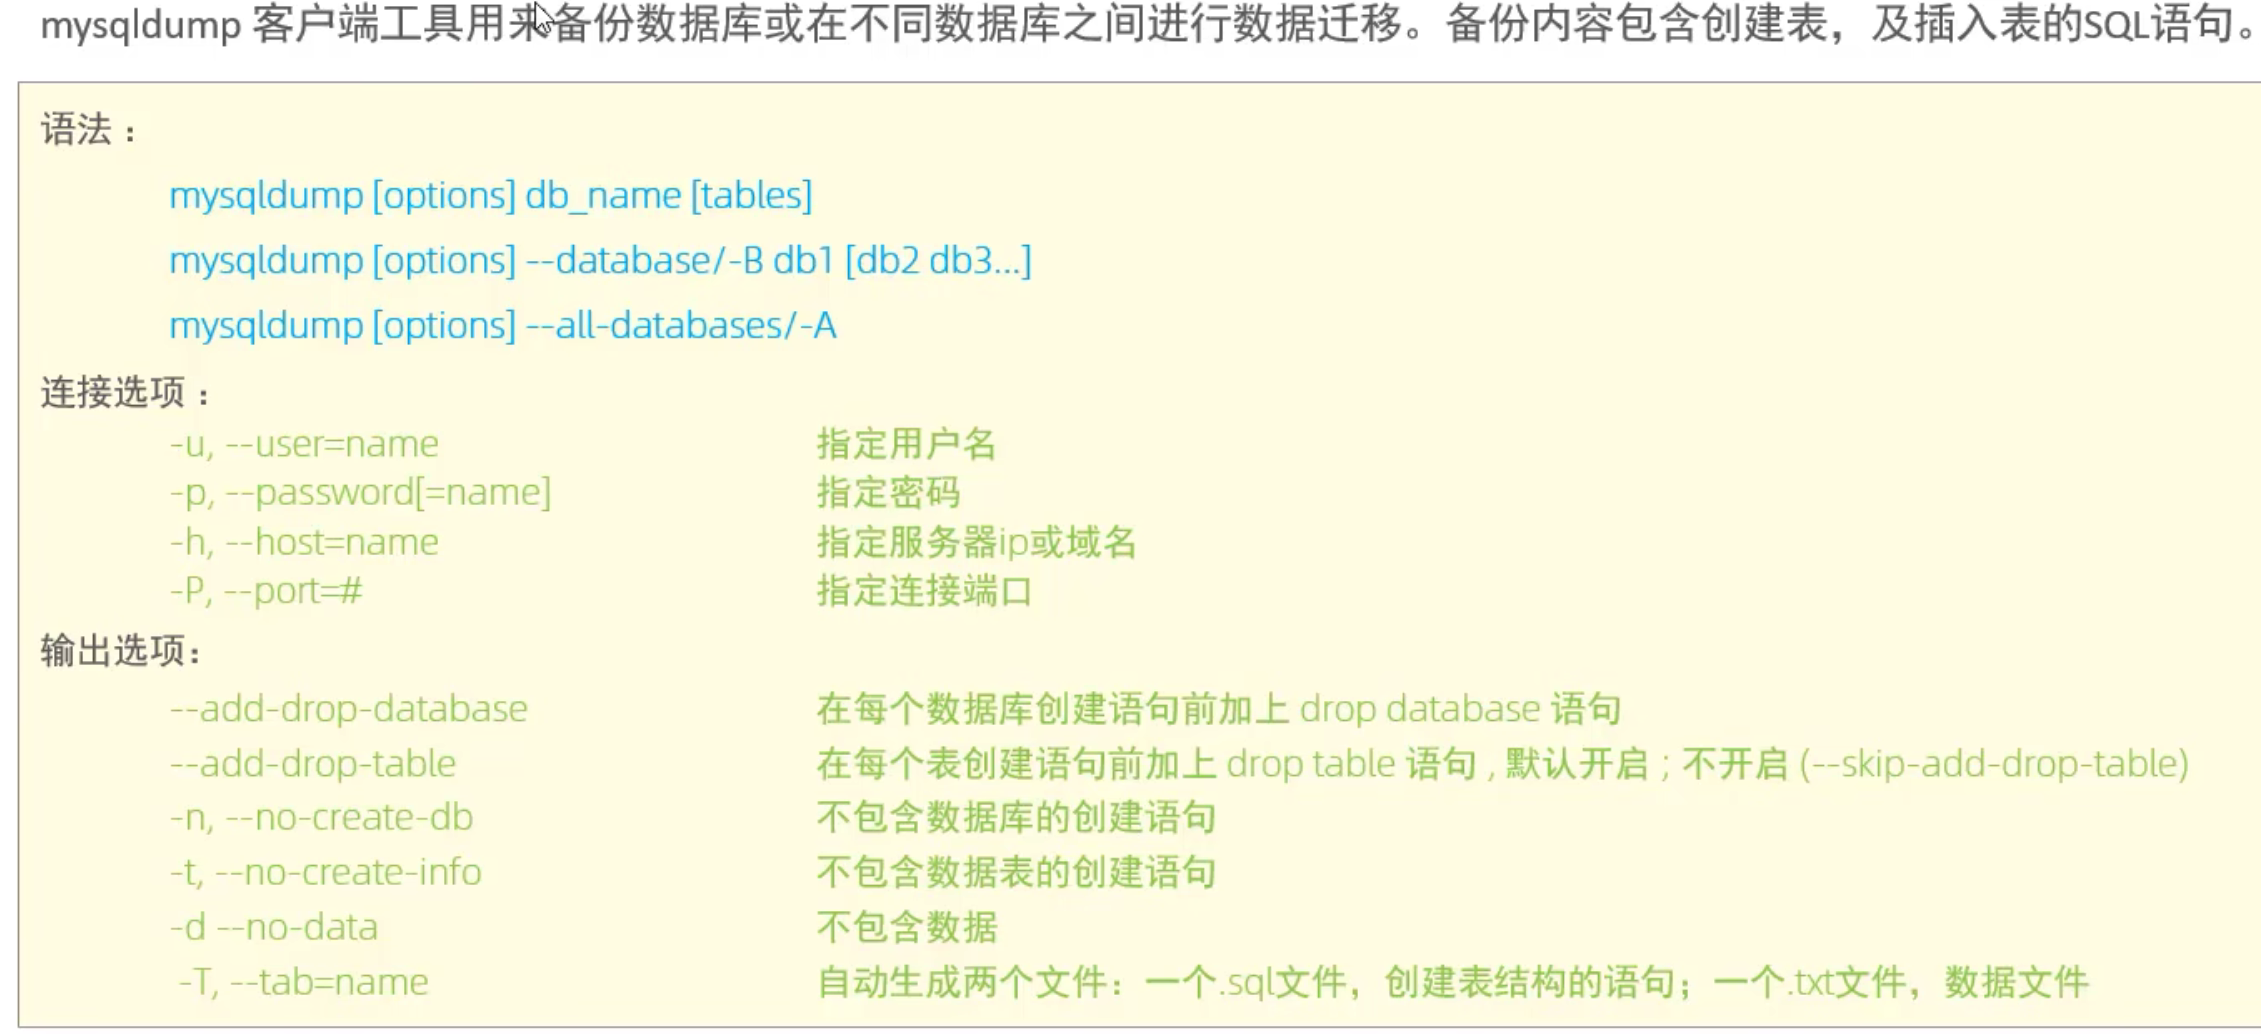 mysqldump 客户端工具用来备份数据库或在不同数据库之间进行数据迁移。备份内容包含创建表，及插入表的SQL语句。
语法：
mysqldump [options] db_name [tables]
mysqldump [options] --database/-B db1 [db2 db3...]
mysqldump [options] --all-databases/-A
连接选项：
-u, --user=name 指定用户名
-p, --password[=name] 指定密码
-h, --host=name 指定服务器ip或域名
-P, --port=# 指定连接端口
输出选项：
--add-drop-database 在每个数据库创建语句前加上 drop database 语句
--add-drop-table 在每个表创建语句前加上 drop table 语句 , 默认开启 ; 不开启 (--skip-add-drop-table)
-n, --no-create-db 不包含数据库的创建语句
-t, --no-create-info 不包含数据表的创建语句
-d --no-data 不包含数据
-T, --tab=name 自动生成两个文件：一个.sql文件，创建表结构的语句；一个.txt文件，数据文件